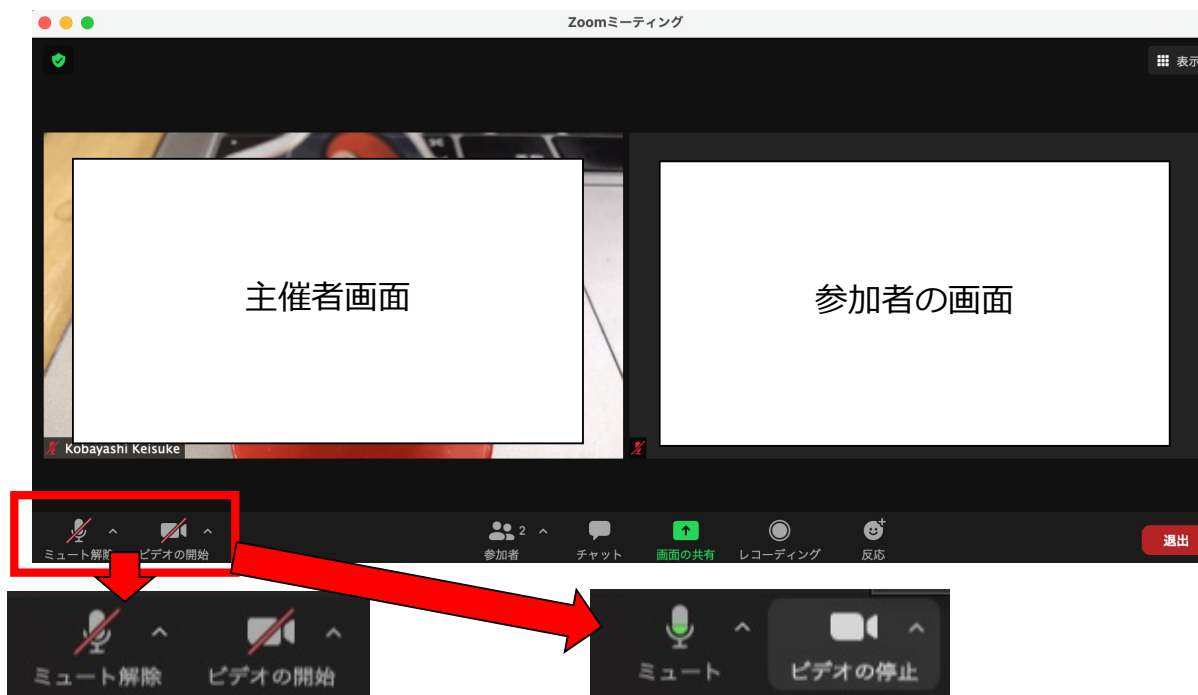 Zoomミーティング
表示
主催者画面
参加者の画面
Kobayashi Keisuke
ミュート解除
ビデオの開始
2
参加者
チャット
画面の共有
レコーディング
反応
退出
ミュート解除
ビデオの開始
ミュート
ビデオの停止